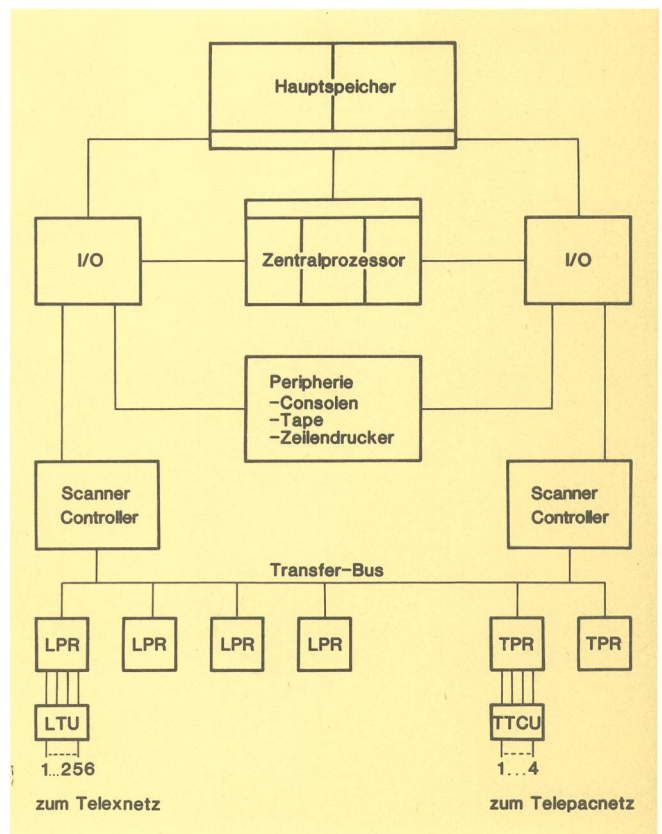 Hauptspeicher
I/O
Zentralprozessor
I/O
Peripherie
-Consolen
-Tape
-Zeilendrucker
Scanner
Controller
Scanner
Controller
Transfer-Bus
LPR
LPR
LPR
LPR
TPR
TPR
LTU
TTCU
1...256
1...4
zum Telexnetz
zum Telepacnetz